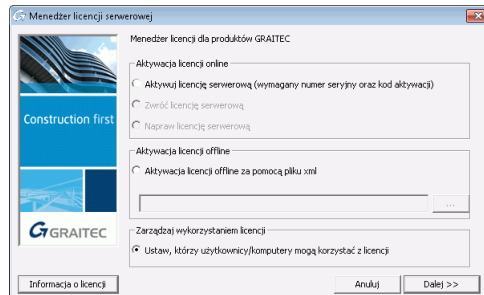 Menedżer licencji serwerowej
Menedżer licencji dla produktów GRAITEC
Aktywacja licencji online
Aktywuj licencję serwerową (wymagany numer seryjny oraz kod aktywacji)
Zwróć licencję serwerową
Napraw licencję serwerową
Construction first
Aktywacja licencji offline
Aktywacja licencji offline za pomocą pliku xml
...
GRAITEC
Zarządzaj wykorzystaniem licencji
Ustaw, którzy użytkownicy/komputery mogą korzystać z licencji
Informacja o licencji
Anuluj
Dalej >>